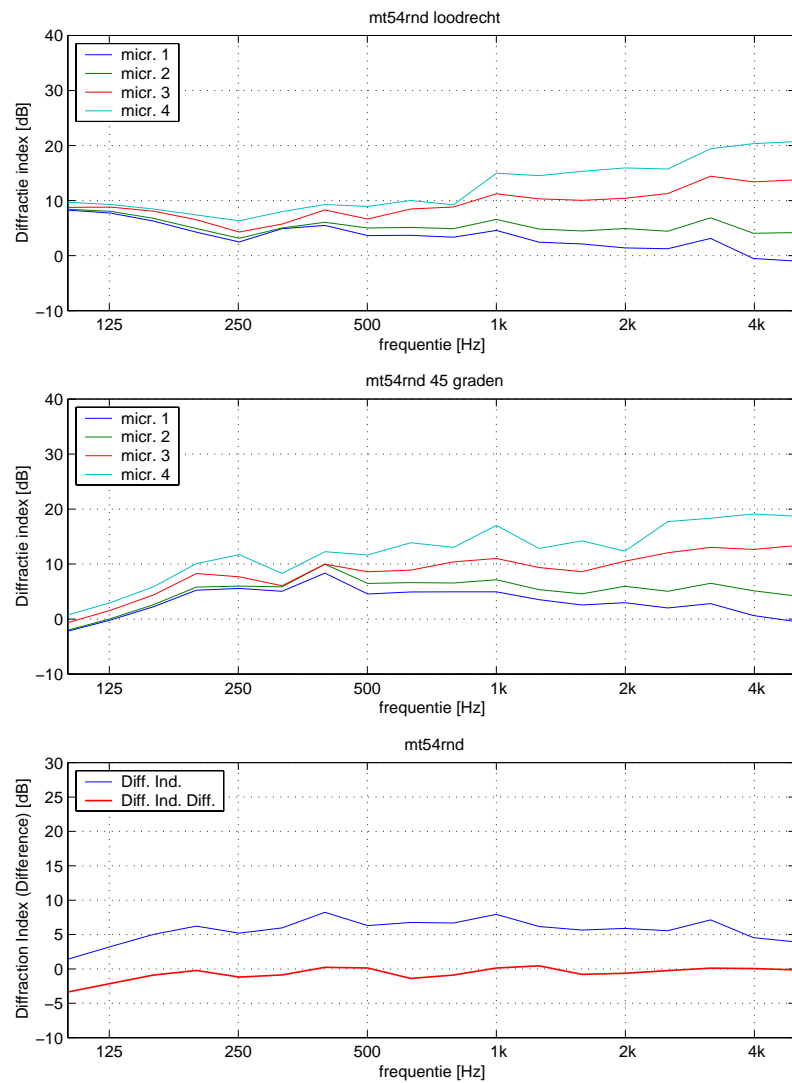 mt54rnd loodrecht
40
30
20
10
0
−10
Diffractie index [dB]
micr. 1
micr. 2
micr. 3
micr. 4
125 250 500 1k 2k 4k
frequentie [Hz]
mt54rnd 45 graden
40
30
20
10
0
−10
Diffractie index [dB]
micr. 1
micr. 2
micr. 3
micr. 4
125 250 500 1k 2k 4k
frequentie [Hz]
mt54rnd
30
25
20
15
10
5
0
−5
−10
Diffraction Index (Difference) [dB]
Diff. Ind.
Diff. Ind. Diff.
125 250 500 1k 2k 4k
frequentie [Hz]